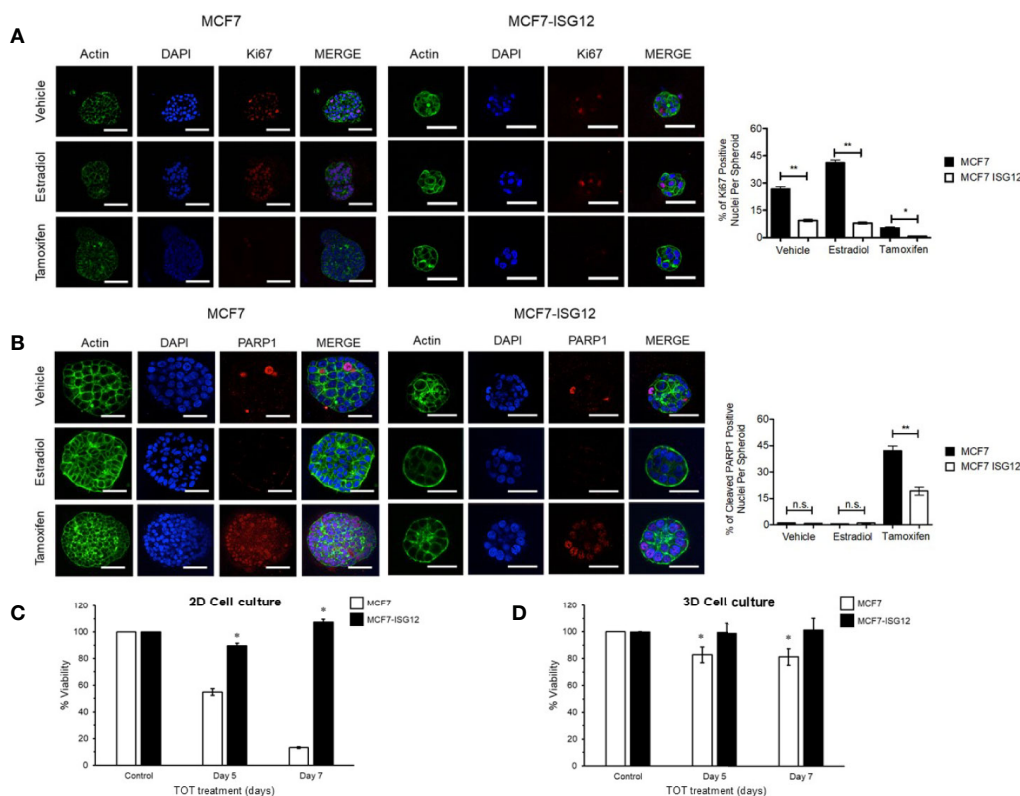 A
MCF7
MCF7-ISG12
Actin DAPI Ki67 MERGE
Actin DAPI Ki67 MERGE
Vehicle
Estradiol
Tamoxifen
% of Ki67 Positive
Nuclei Per Spheroid
60
45
30
15
0
** ** *
Vehicle Estradiol Tamoxifen
MCF7
MCF7 ISG12
B
MCF7
MCF7-ISG12
Actin DAPI PARP1 MERGE
Actin DAPI PARP1 MERGE
Vehicle
Estradiol
Tamoxifen
% of Cleaved PARP1 Positive
Nuclei Per Spheroid
60
45
30
15
0
n.s. n.s. **
Vehicle Estradiol Tamoxifen
MCF7
MCF7 ISG12
C
2D Cell culture
MCF7
MCF7-ISG12
% Viability
120
100
80
60
40
20
0
* *
Control Day 5 Day 7
TOT treatment (days)
D
3D Cell culture
MCF7
MCF7-ISG12
% Viability
120
100
80
60
40
20
0
* *
Control Day 5 Day 7
TOT treatment (days)